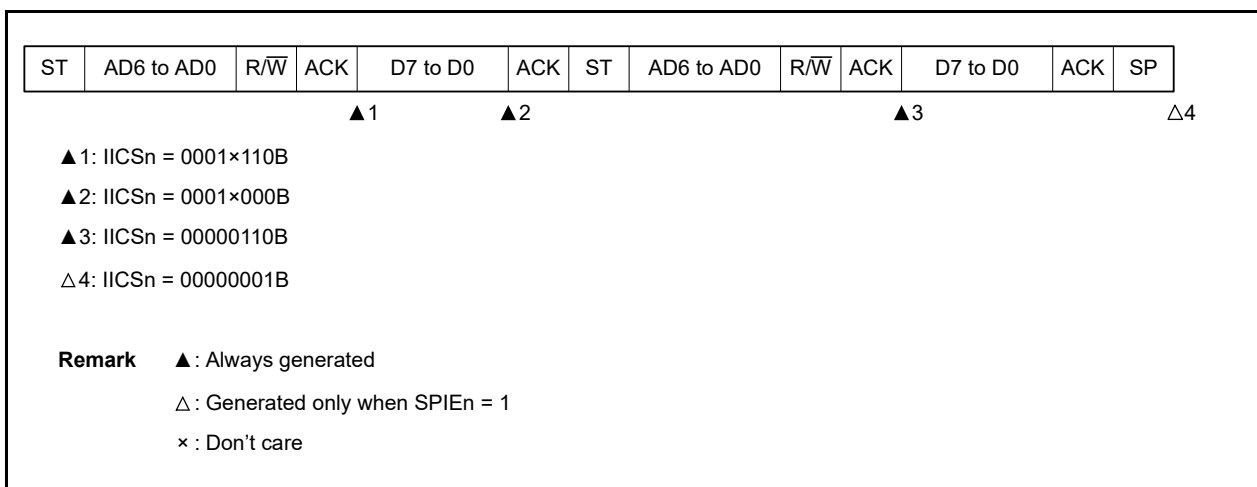 ST AD6 to AD0 R/W̅ ACK D7 to D0 ACK ST AD6 to AD0 R/W̅ ACK D7 to D0 ACK SP
▲1 ▲2 ▲3 △4
▲1: IICSn = 0001×110B
▲2: IICSn = 0001×000B
▲3: IICSn = 00000110B
△4: IICSn = 00000001B
Remark ▲: Always generated
△: Generated only when SPIEn = 1
×: Don't care